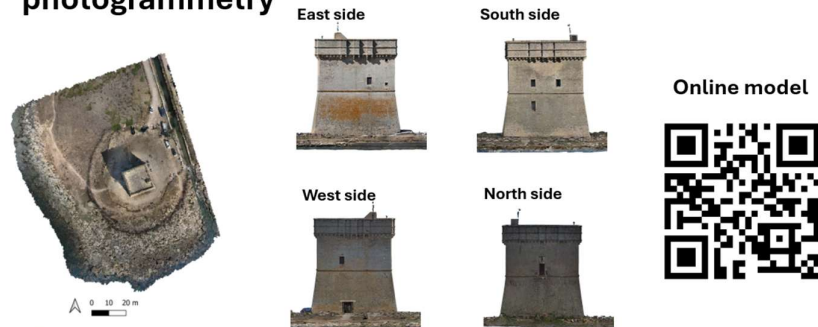 photogrammetry
East side
South side
Online model
West side
North side
0 10 20 m